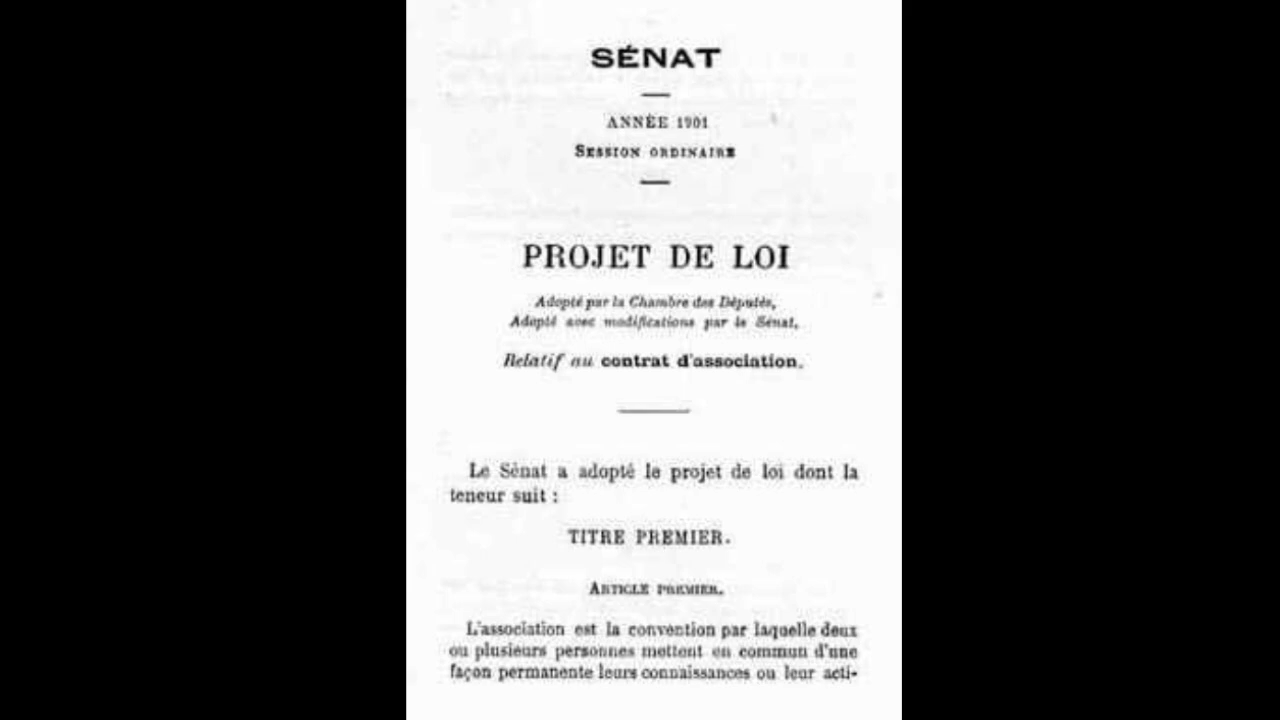 SÉNAT
ANNÉE 1901
SESSION ORDINAIRE
PROJET DE LOI
Adopté par la Chambre des Députés,
Adopté avec modifications par le Sénat,
Relatif au contrat d'association.
Le Sénat a adopté le projet de loi dont la
teneur suit :
TITRE PREMIER.
ARTICLE PREMIER.
L'association est la convention par laquelle deux
ou plusieurs personnes mettent en commun d'une
façon permanente leurs connaissances ou leur acti-